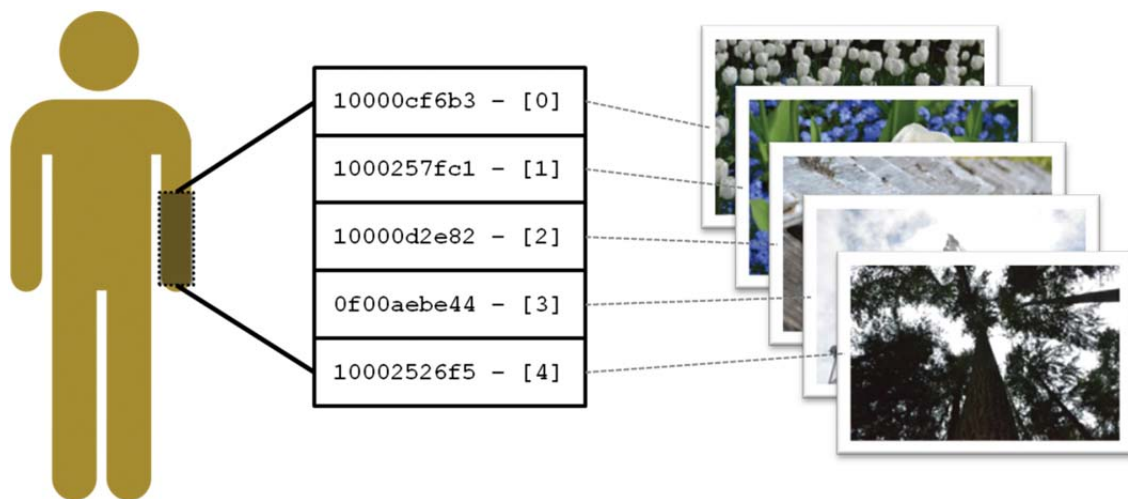 10000cf6b3 – [0]
1000257fc1 – [1]
10000d2e82 – [2]
0f00aebe44 – [3]
10002526f5 – [4]